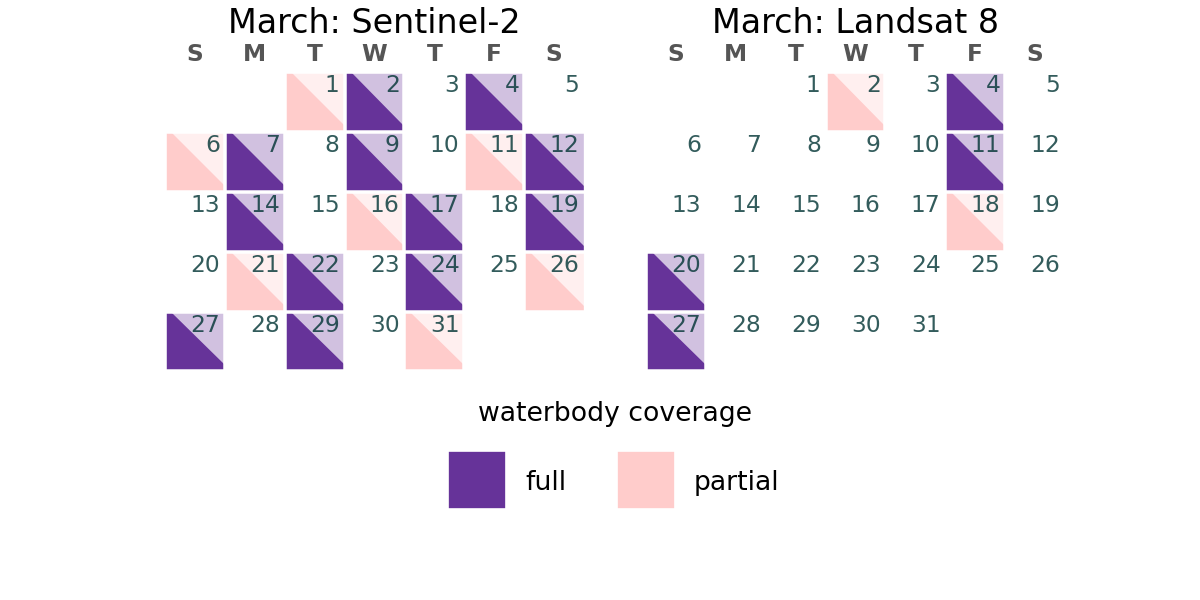 March: Sentinel-2
S M T W T F S
1 2 3 4 5
6 7 8 9 10 11 12
13 14 15 16 17 18 19
20 21 22 23 24 25 26
27 28 29 30 31
March: Landsat 8
S M T W T F S
1 2 3 4 5
6 7 8 9 10 11 12
13 14 15 16 17 18 19
20 21 22 23 24 25 26
27 28 29 30 31
waterbody coverage
full
partial